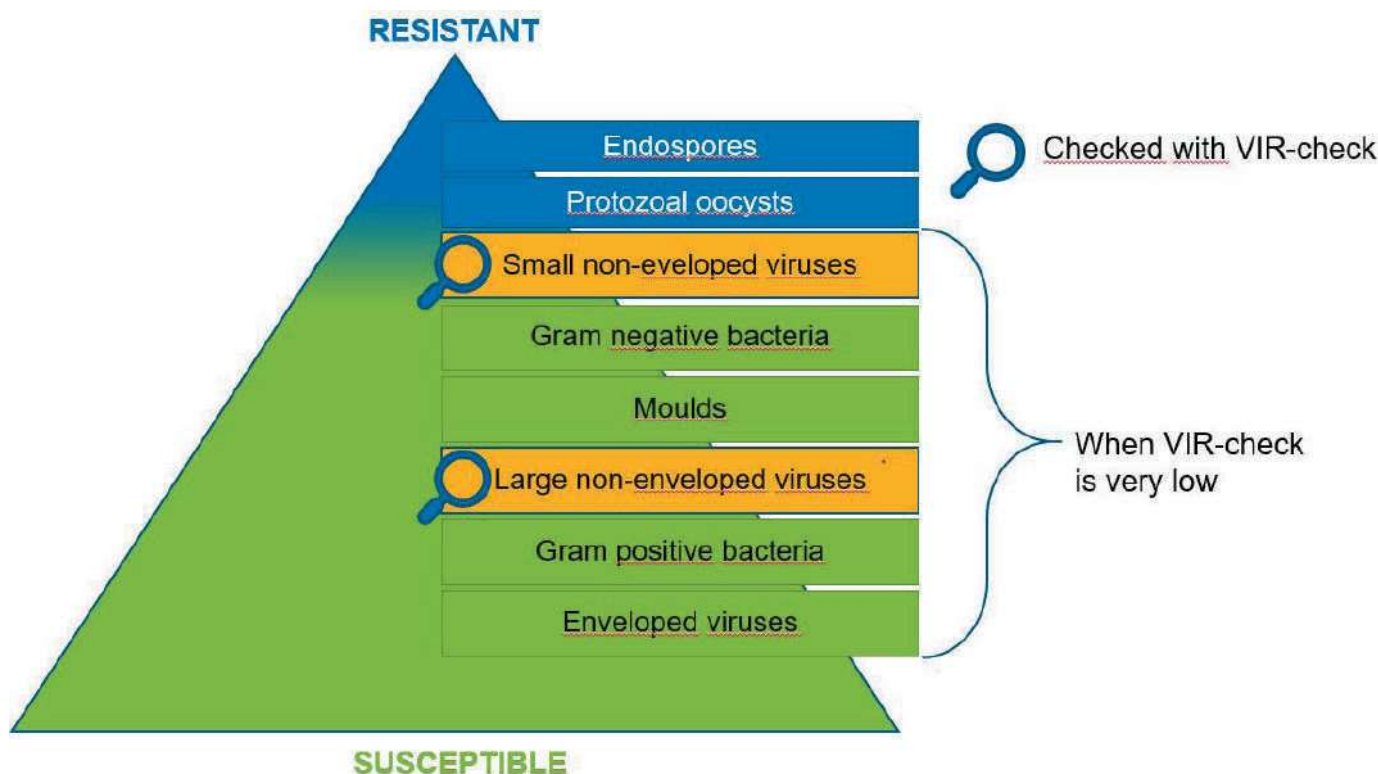 RESISTANT
Endospores
Checked with VIR-check
Protozoal oocysts
Small non-eveloped viruses
Gram negative bacteria
Moulds
When VIR-check
is very low
Large non-enveloped viruses
Gram positive bacteria
Enveloped viruses
SUSCEPTIBLE